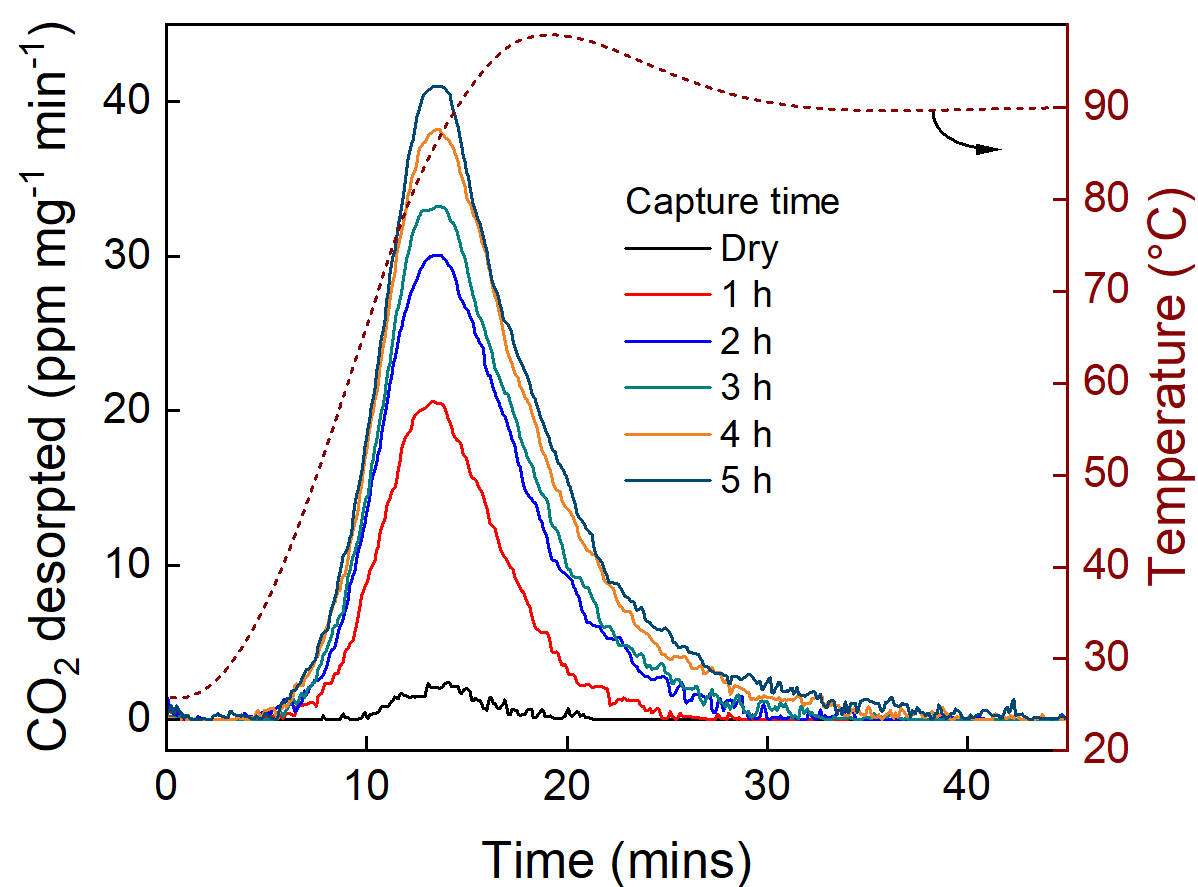 CO2 desorpted (ppm mg-1 min-1)
40
30
20
10
0
Capture time
Dry
1 h
2 h
3 h
4 h
5 h
90
80
70
60
50
40
30
20
Temperature (°C)
0 10 20 30 40
Time (mins)